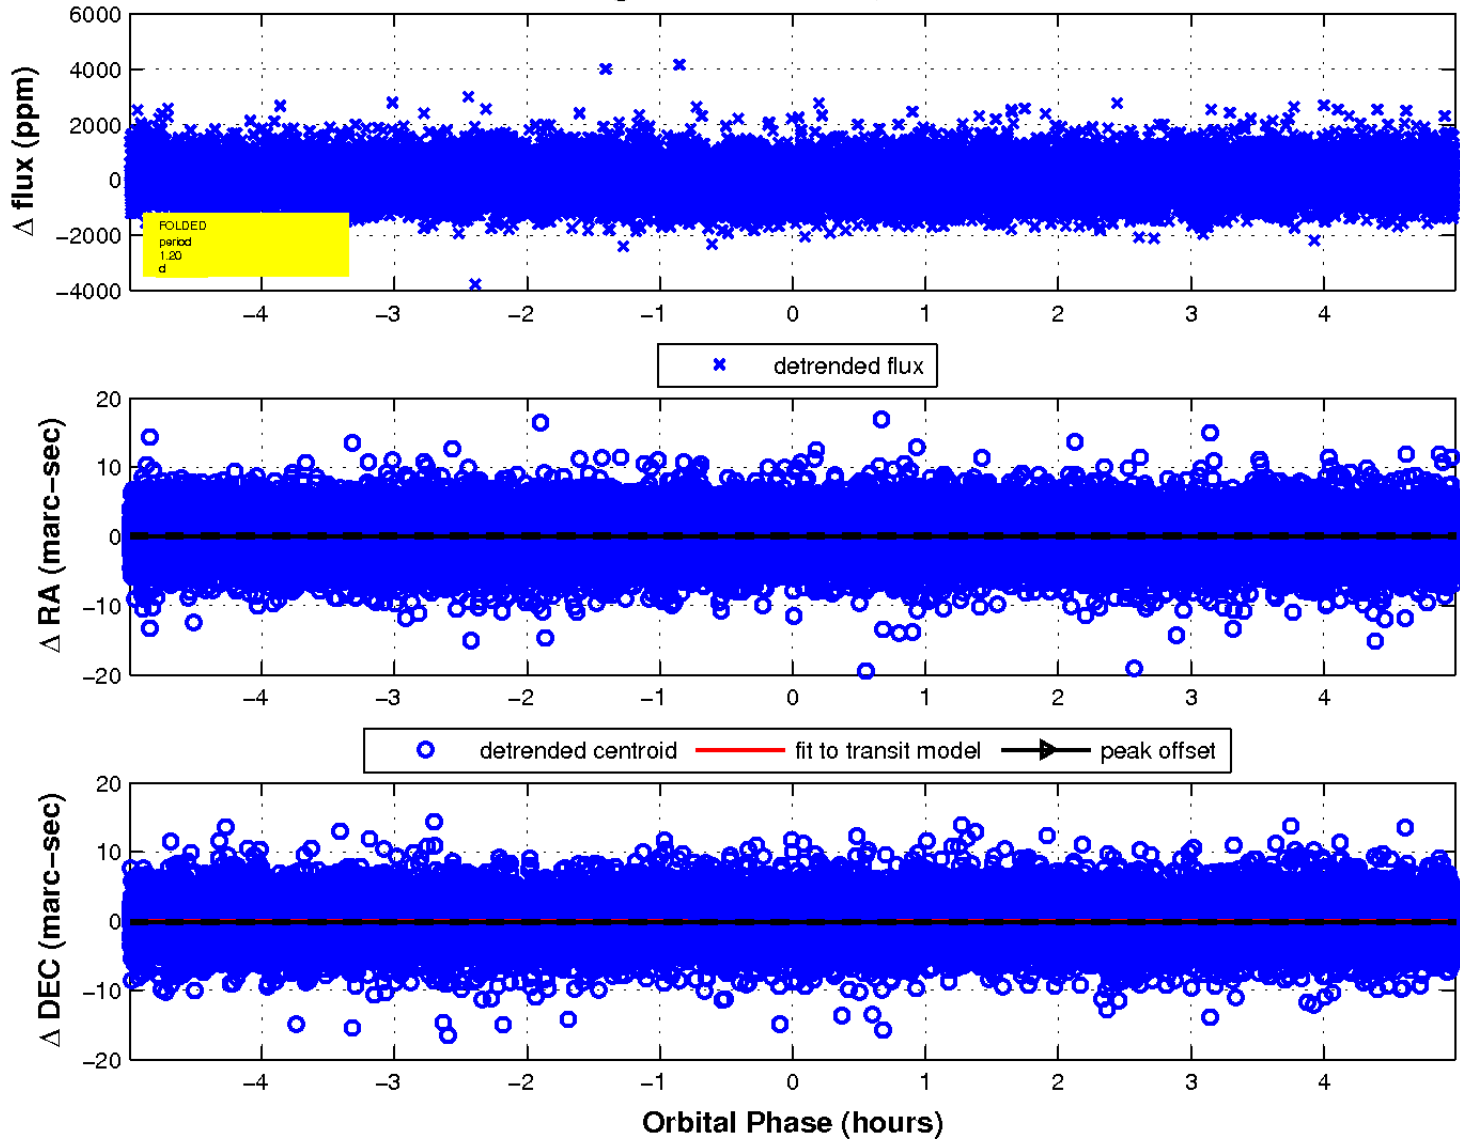 6000
4000
2000
0
−2000
−4000
Δ flux (ppm)
FOLDED
period
1.20
d
−4 −3 −2 −1 0 1 2 3 4
detrended flux
20
10
0
−10
−20
Δ RA (marc−sec)
−4 −3 −2 −1 0 1 2 3 4
detrended centroid fit to transit model peak offset
20
10
0
−10
−20
Δ DEC (marc−sec)
−4 −3 −2 −1 0 1 2 3 4
Orbital Phase (hours)